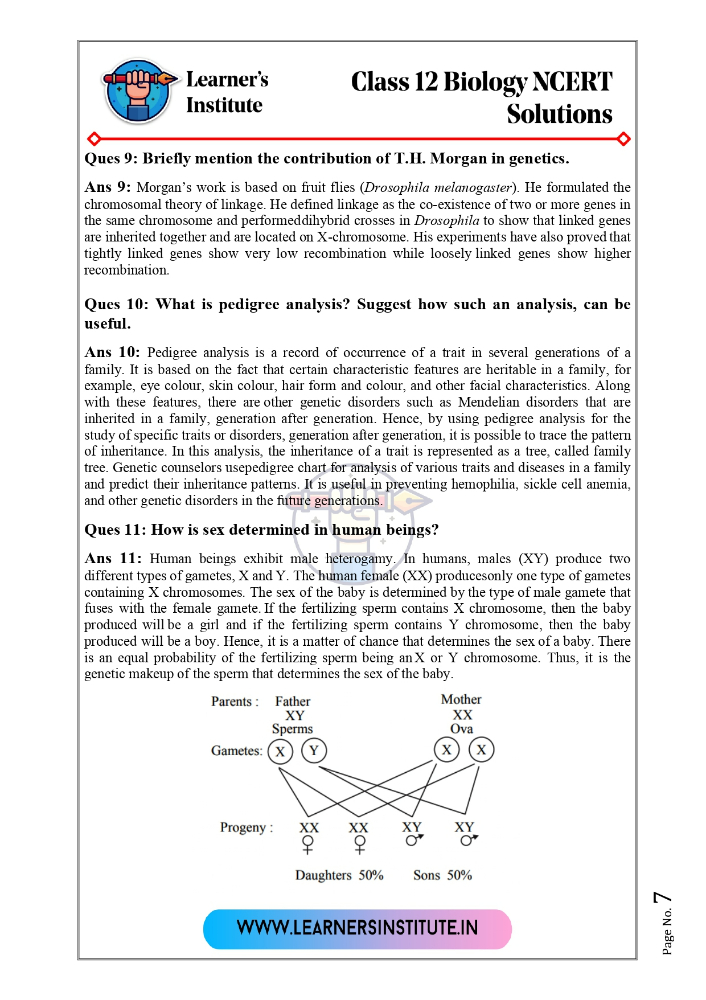 Learner's
Institute
Class 12 Biology NCERT
Solutions
Ques 9: Briefly mention the contribution of T.H. Morgan in genetics.
Ans 9: Morgan's work is based on fruit flies (Drosophila melanogaster). He formulated the
chromosomal theory of linkage. He defined linkage as the co-existence of two or more genes in
the same chromosome and performeddihybrid crosses in Drosophila to show that linked genes
are inherited together and are located on X-chromosome. His experiments have also proved that
tightly linked genes show very low recombination while loosely linked genes show higher
recombination.
Ques 10: What is pedigree analysis? Suggest how such an analysis, can be
useful.
Ans 10: Pedigree analysis is a record of occurrence of a trait in several generations of a
family. It is based on the fact that certain characteristic features are heritable in a family, for
example, eye colour, skin colour, hair form and colour, and other facial characteristics. Along
with these features, there are other genetic disorders such as Mendelian disorders that are
inherited in a family, generation after generation. Hence, by using pedigree analysis for the
study of specific traits or disorders, generation after generation, it is possible to trace the pattern
of inheritance. In this analysis, the inheritance of a trait is represented as a tree, called family
tree. Genetic counselors usepedigree chart for analysis of various traits and diseases in a family
and predict their inheritance patterns. It is useful in preventing hemophilia, sickle cell anemia,
and other genetic disorders in the future generations.
Ques 11: How is sex determined in human beings?
Ans 11: Human beings exhibit male heterogamy. In humans, males (XY) produce two
different types of gametes, X and Y. The human female (XX) producesonly one type of gametes
containing X chromosomes. The sex of the baby is determined by the type of male gamete that
fuses with the female gamete. If the fertilizing sperm contains X chromosome, then the baby
produced will be a girl and if the fertilizing sperm contains Y chromosome, then the baby
produced will be a boy. Hence, it is a matter of chance that determines the sex of a baby. There
is an equal probability of the fertilizing sperm being an X or Y chromosome. Thus, it is the
genetic makeup of the sperm that determines the sex of the baby.
Parents : Father Mother
XY XX
Sperms Ova
Gametes: X Y X X
Progeny : XX XX XY XY
Daughters 50% Sons 50%
WWW.LEARNERSINSTITUTE.IN
Page No. 7